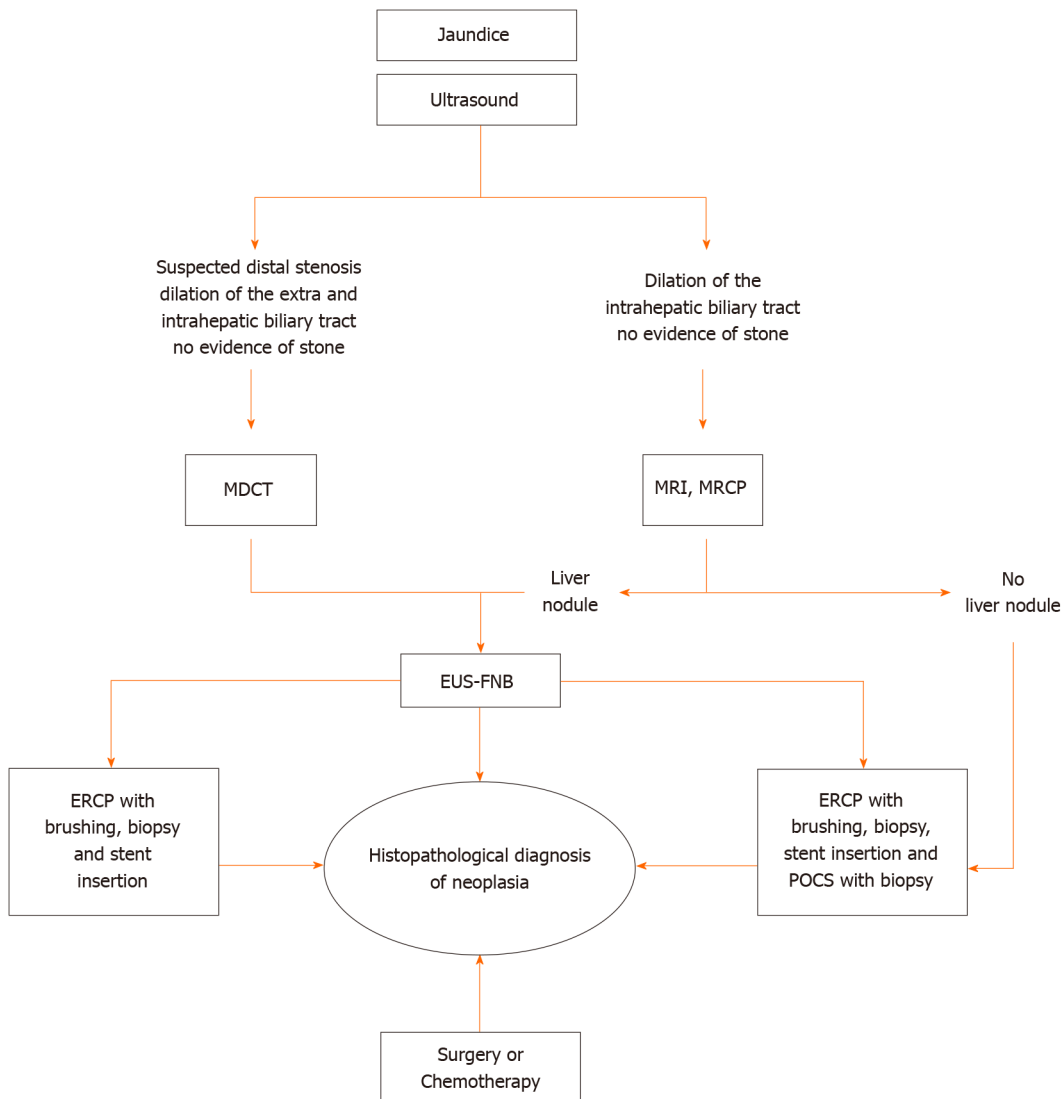 Jaundice
Ultrasound
Suspected distal stenosis
dilation of the extra and
intrahepatic biliary tract
no evidence of stone
Dilation of the
intrahepatic biliary tract
no evidence of stone
MDCT
MRI, MRCP
Liver
nodule
No
liver nodule
EUS-FNB
ERCP with
brushing, biopsy
and stent
insertion
Histopathological diagnosis
of neoplasia
ERCP with
brushing, biopsy,
stent insertion and
POCS with biopsy
Surgery or
Chemotherapy